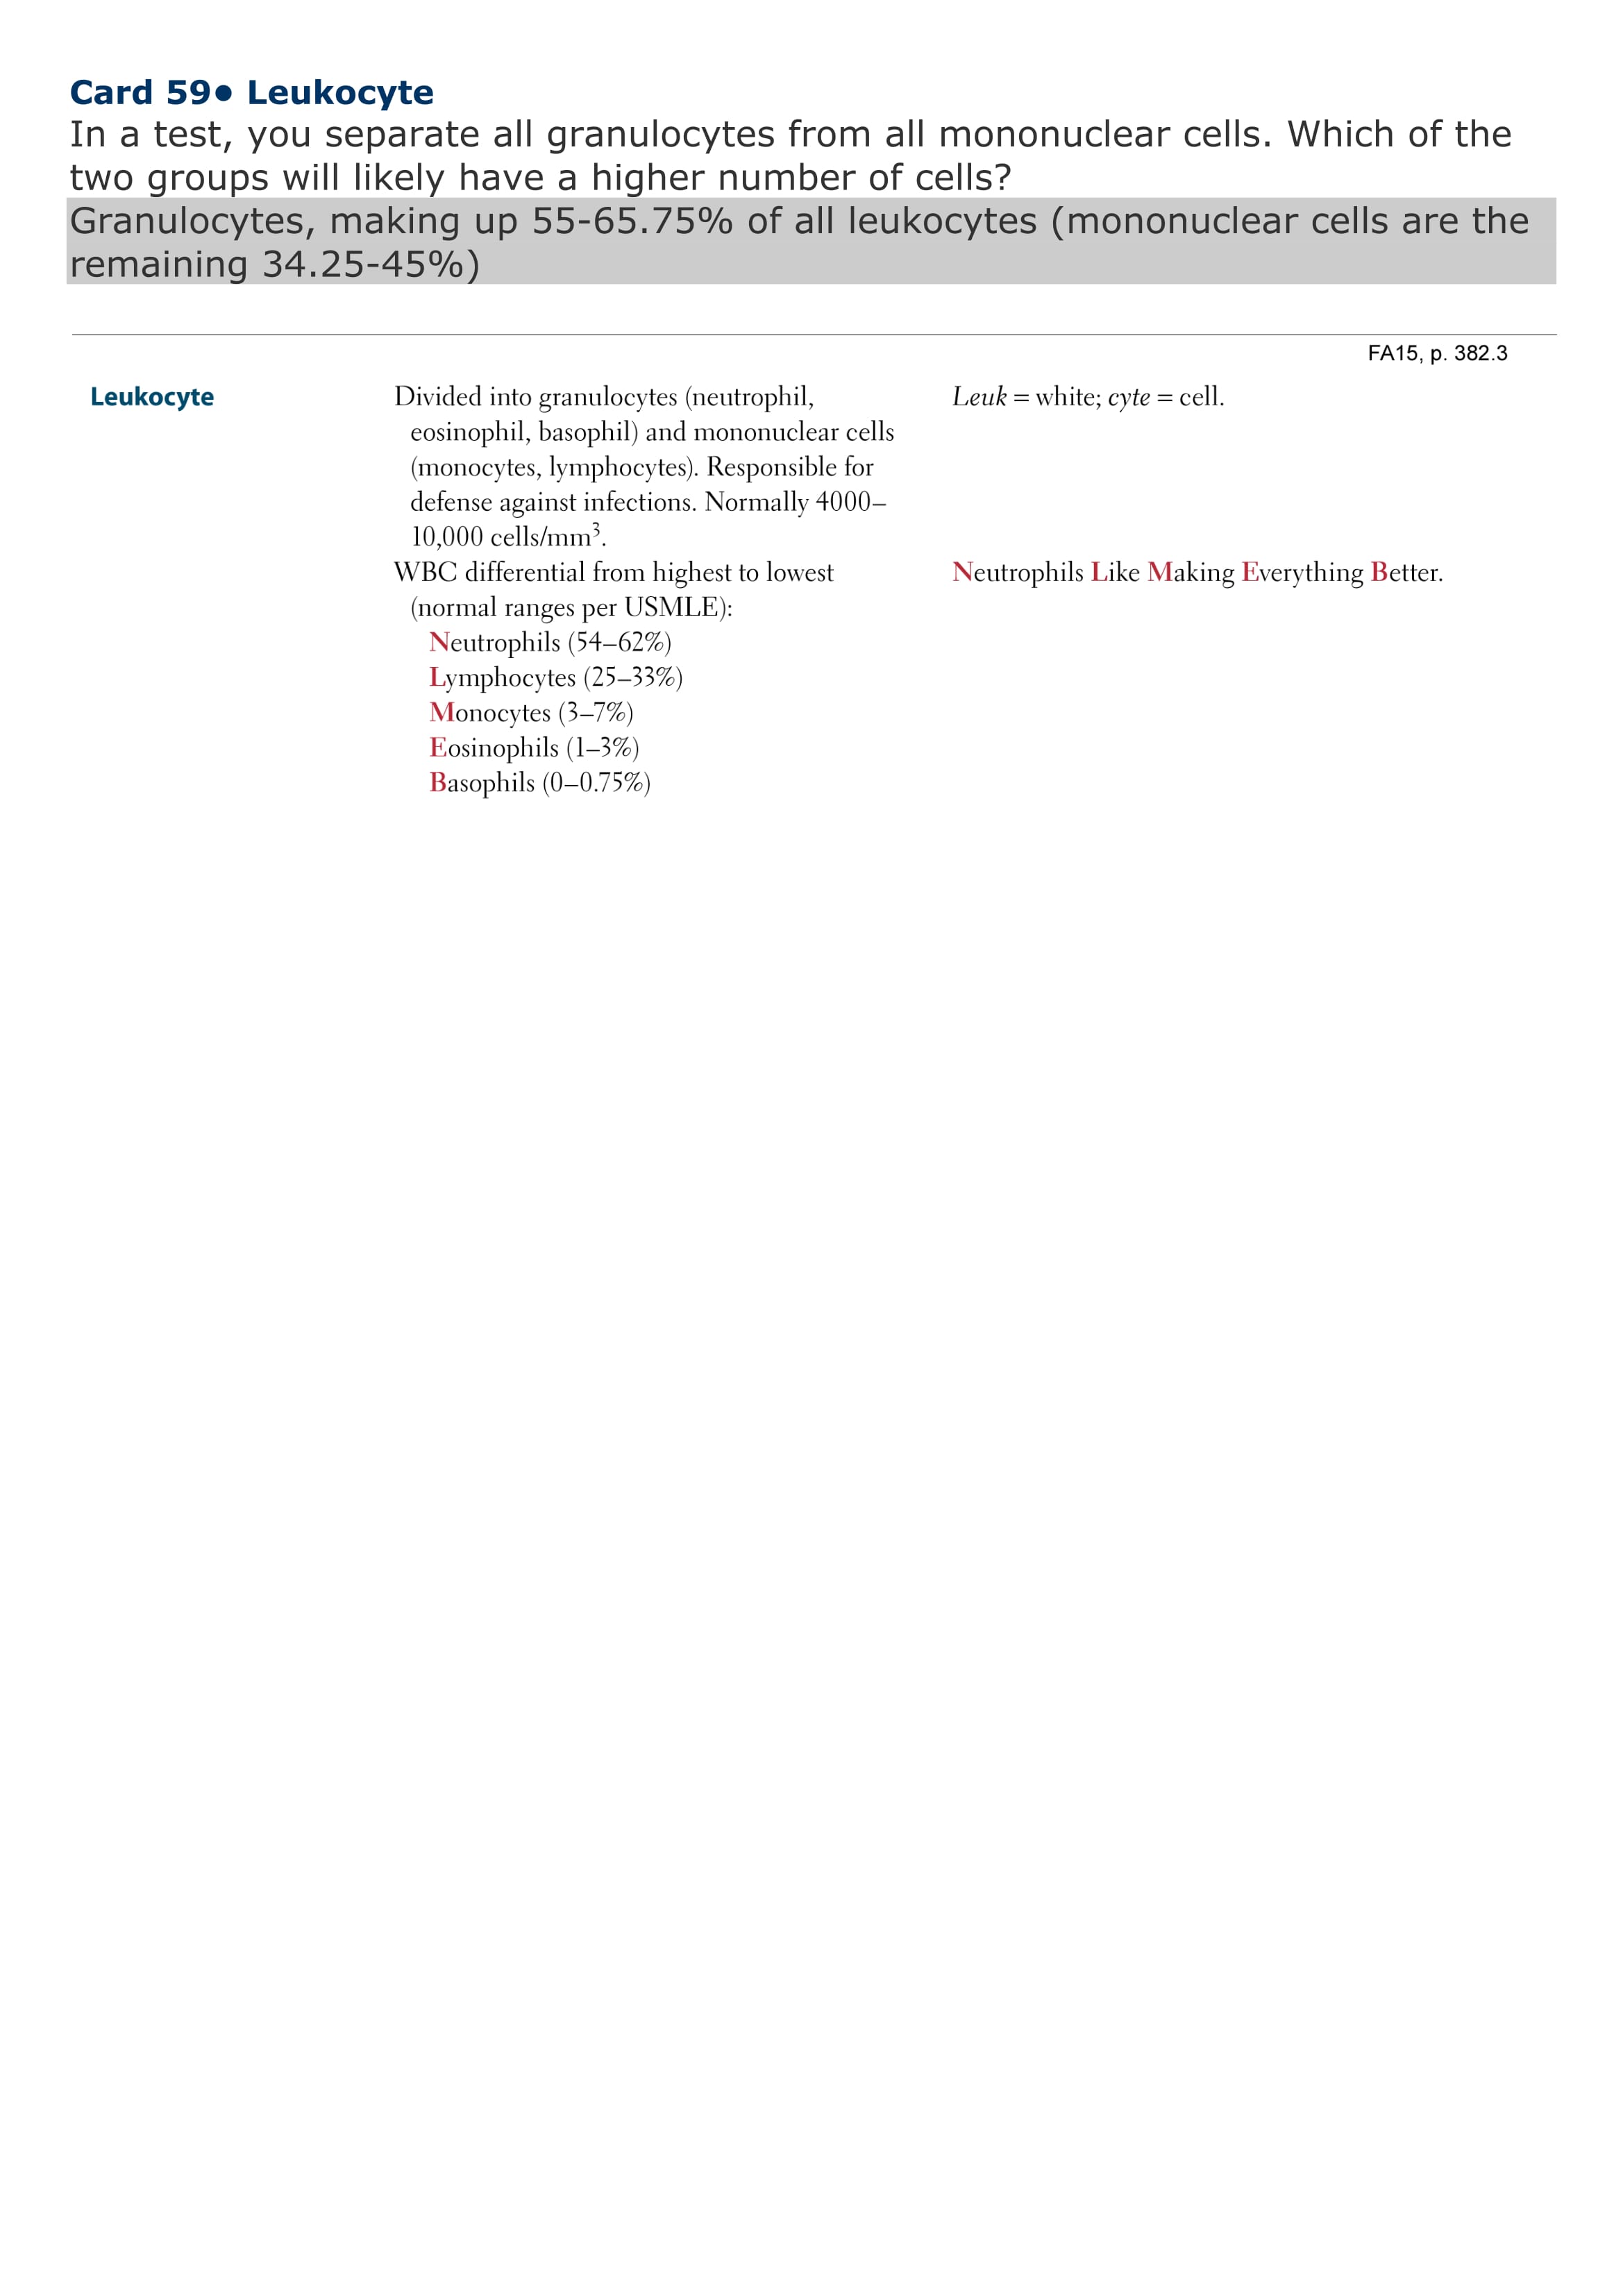 Card 59● Leukocyte
In a test, you separate all granulocytes from all mononuclear cells. Which of the
two groups will likely have a higher number of cells?
Granulocytes, making up 55-65.75% of all leukocytes (mononuclear cells are the
remaining 34.25-45%)
FA15, p. 382.3
Leukocyte
Divided into granulocytes (neutrophil,
eosinophil, basophil) and mononuclear cells
(monocytes, lymphocytes). Responsible for
defense against infections. Normally 4000–
10,000 cells/mm³.
WBC differential from highest to lowest
(normal ranges per USMLE):
Neutrophils (54–62%)
Lymphocytes (25–33%)
Monocytes (3–7%)
Eosinophils (1–3%)
Basophils (0–0.75%)
Leuk = white; cyte = cell.
Neutrophils Like Making Everything Better.